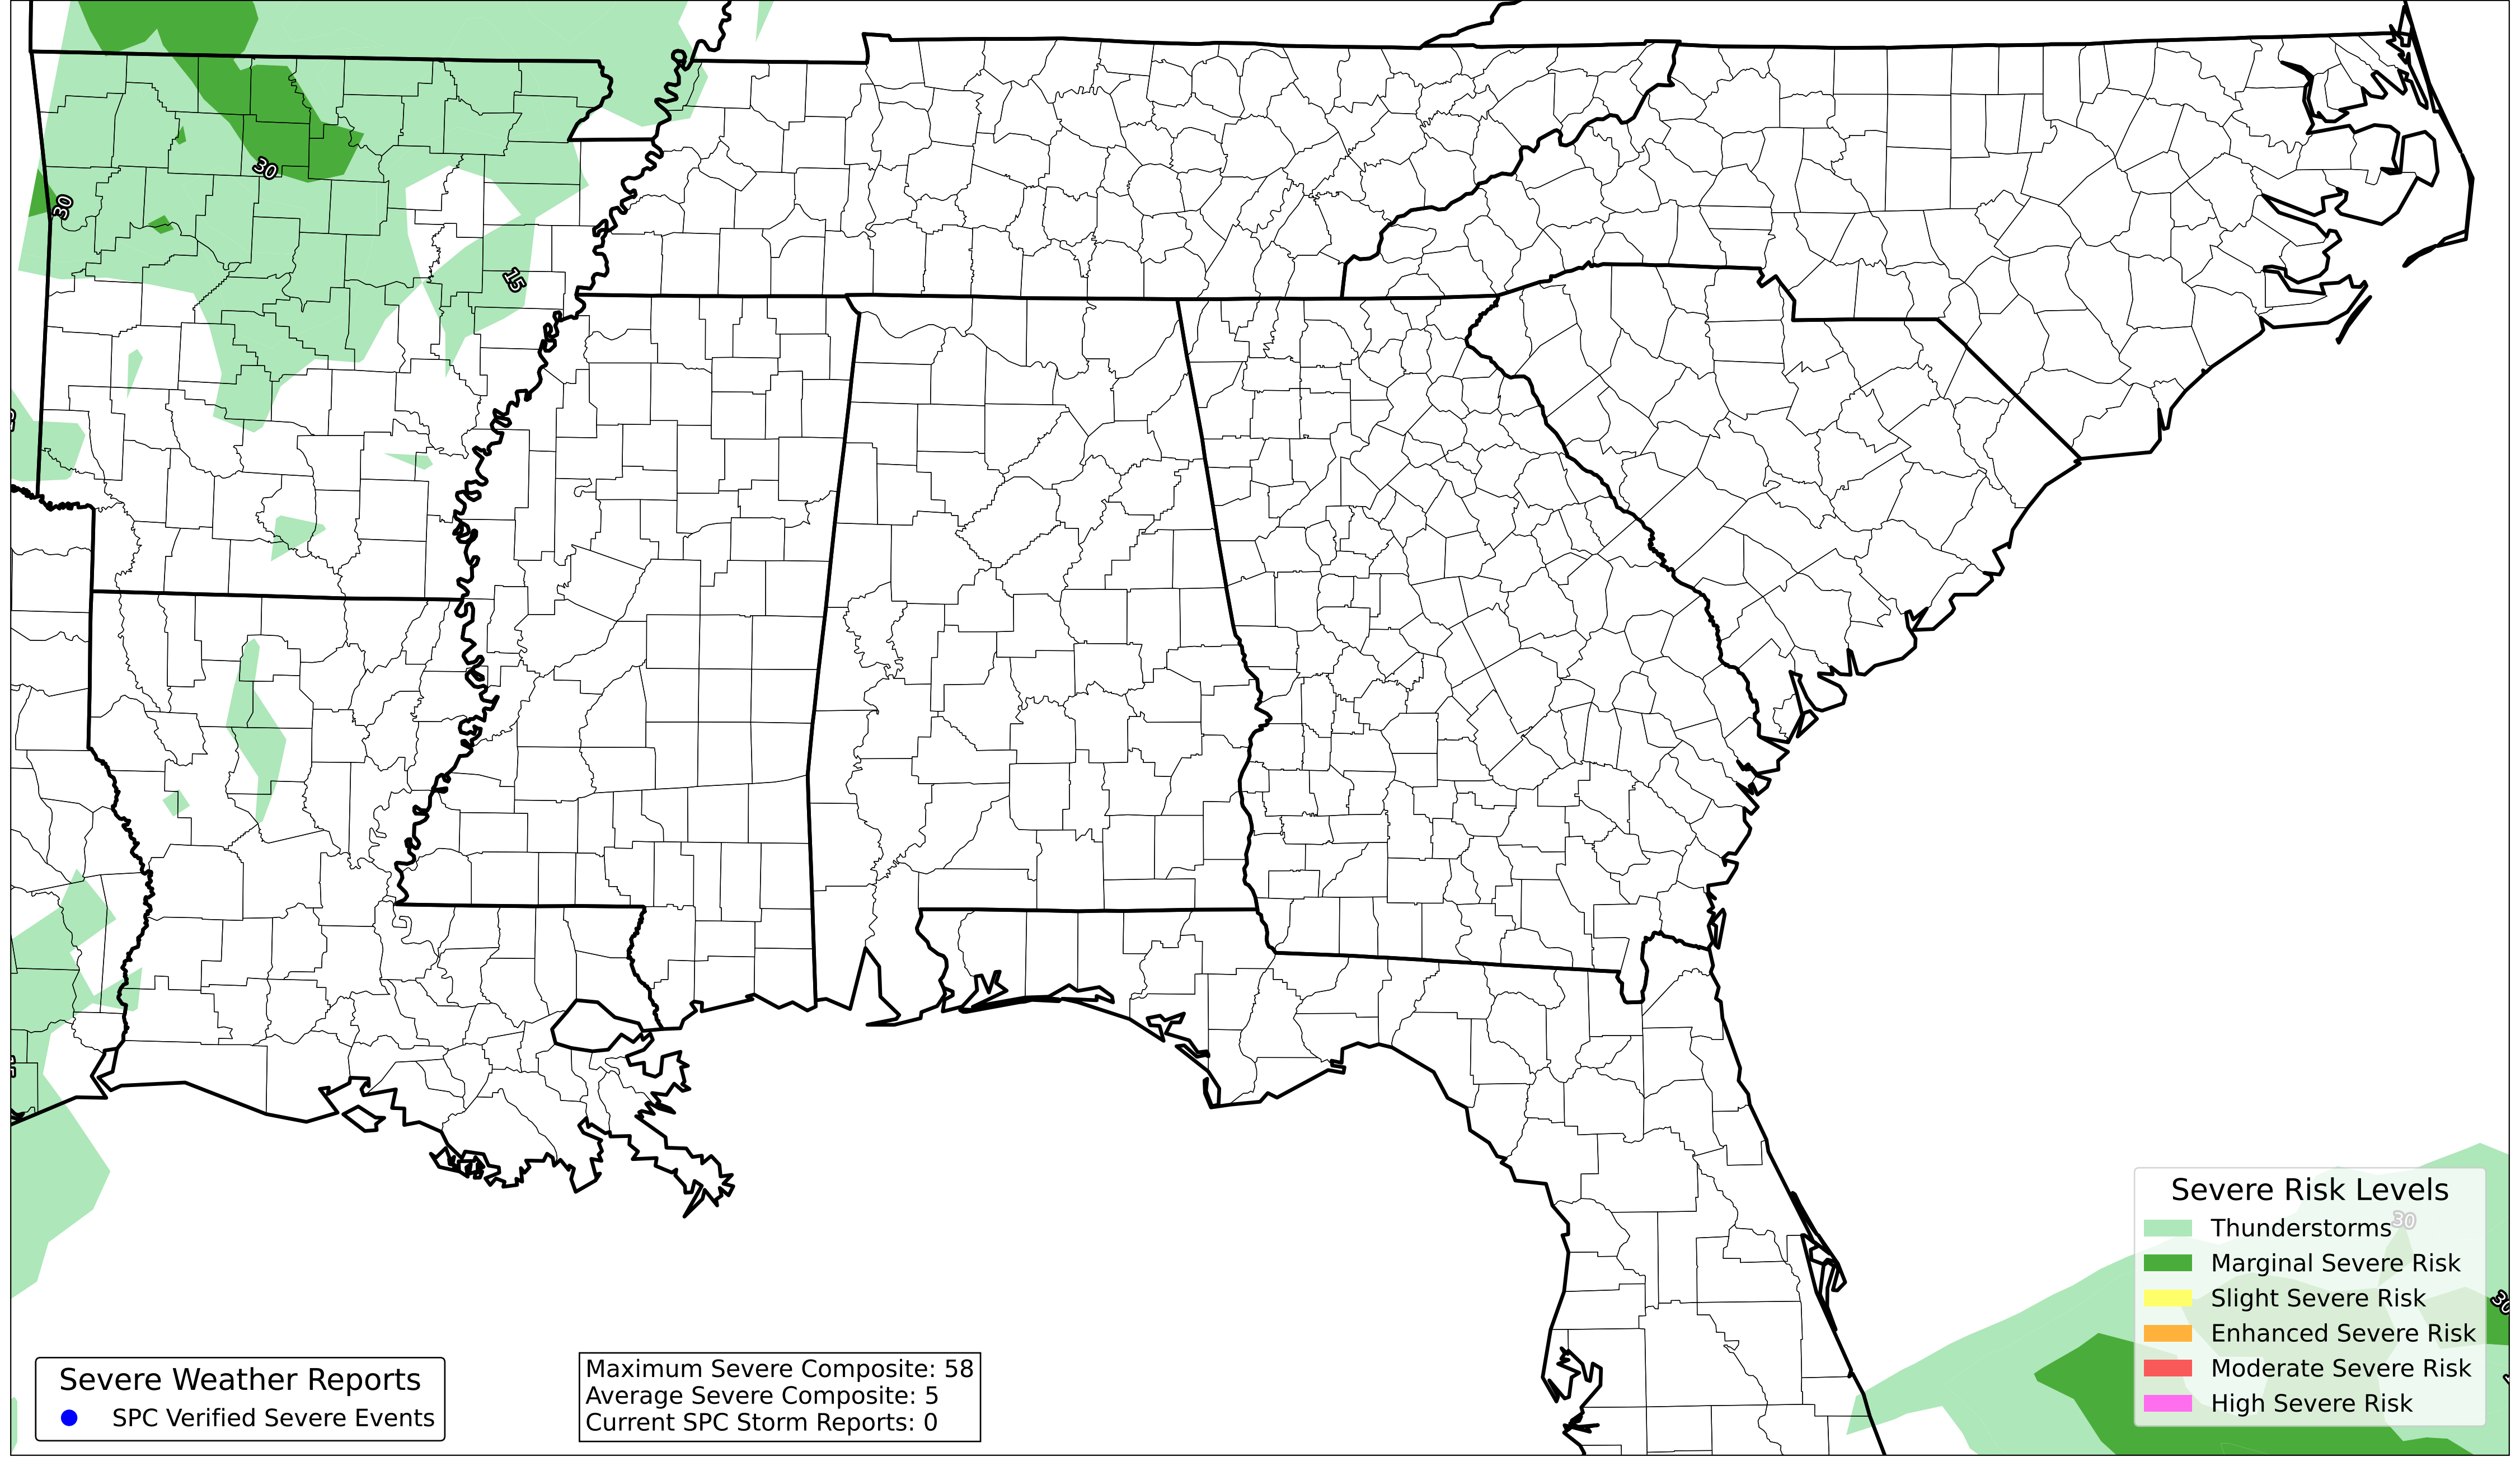 30
30
15
Severe Risk Levels
Thunderstorms
30
Marginal Severe Risk
Slight Severe Risk
30
Enhanced Severe Risk
Moderate Severe Risk
High Severe Risk
Severe Weather Reports
SPC Verified Severe Events
Maximum Severe Composite: 58
Average Severe Composite: 5
Current SPC Storm Reports: 0